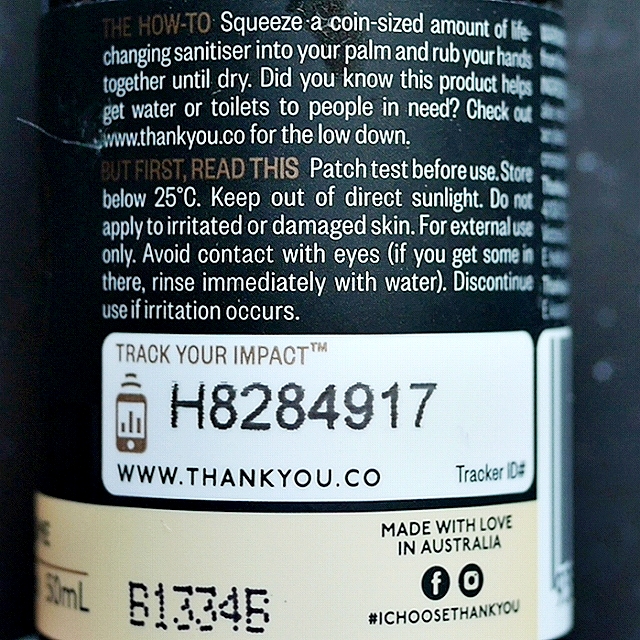 THE HOW-TO Squeeze a coin-sized amount of life-
changing sanitiser into your palm and rub your hands
together until dry. Did you know this product helps
get water or toilets to people in need? Check out
www.thankyou.co for the low down.
BUT FIRST, READ THIS Patch test before use. Store
below 25°C. Keep out of direct sunlight. Do not
apply to irritated or damaged skin. For external use
only. Avoid contact with eyes (if you get some in
there, rinse immediately with water). Discontinue
use if irritation occurs.
TRACK YOUR IMPACT™
H8284917
WWW.THANKYOU.CO Tracker ID#
MADE WITH LOVE
IN AUSTRALIA
50mL
#ICHOOSETHANKYOU